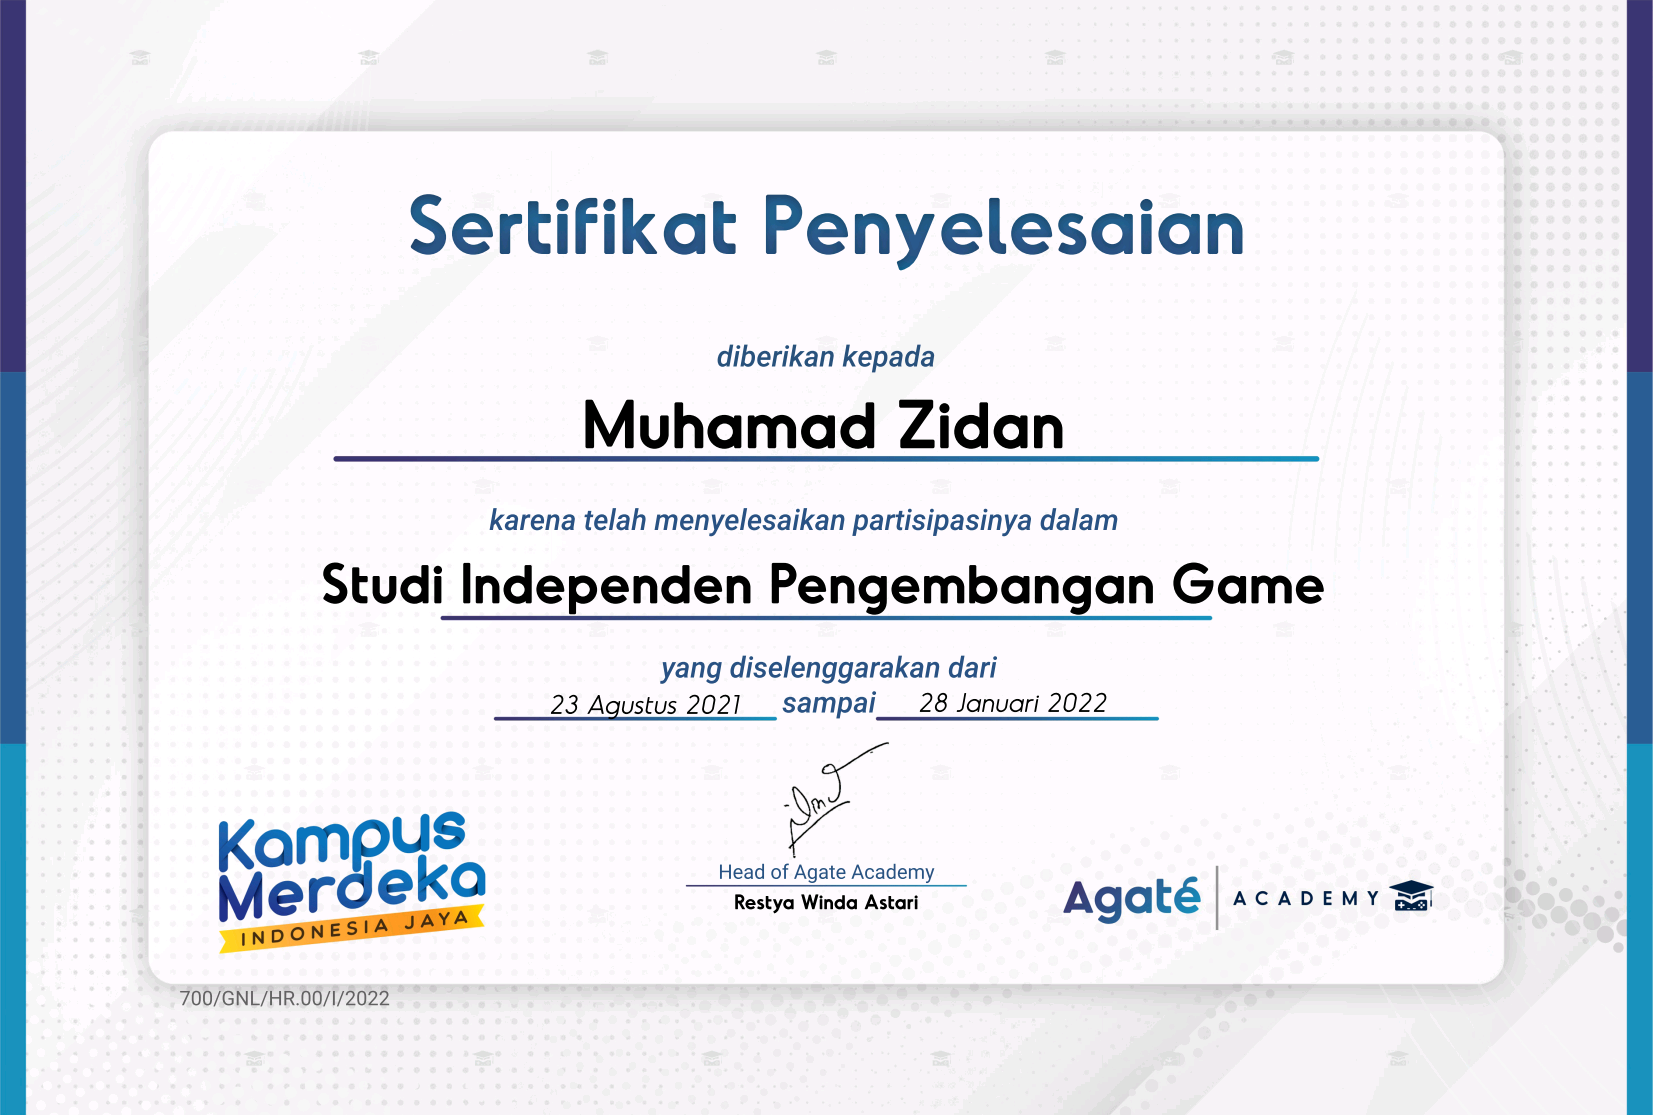 Sertifikat Penyelesaian
diberikan kepada
Muhamad Zidan
karena telah menyelesaikan partisipasinya dalam
Studi Independen Pengembangan Game
yang diselenggarakan dari
23 Agustus 2021 sampai 28 Januari 2022
Kampus
Merdeka
INDONESIA JAYA
Head of Agate Academy
Restya Winda Astari
Agaté ACADEMY
700/GNL/HR.00/I/2022